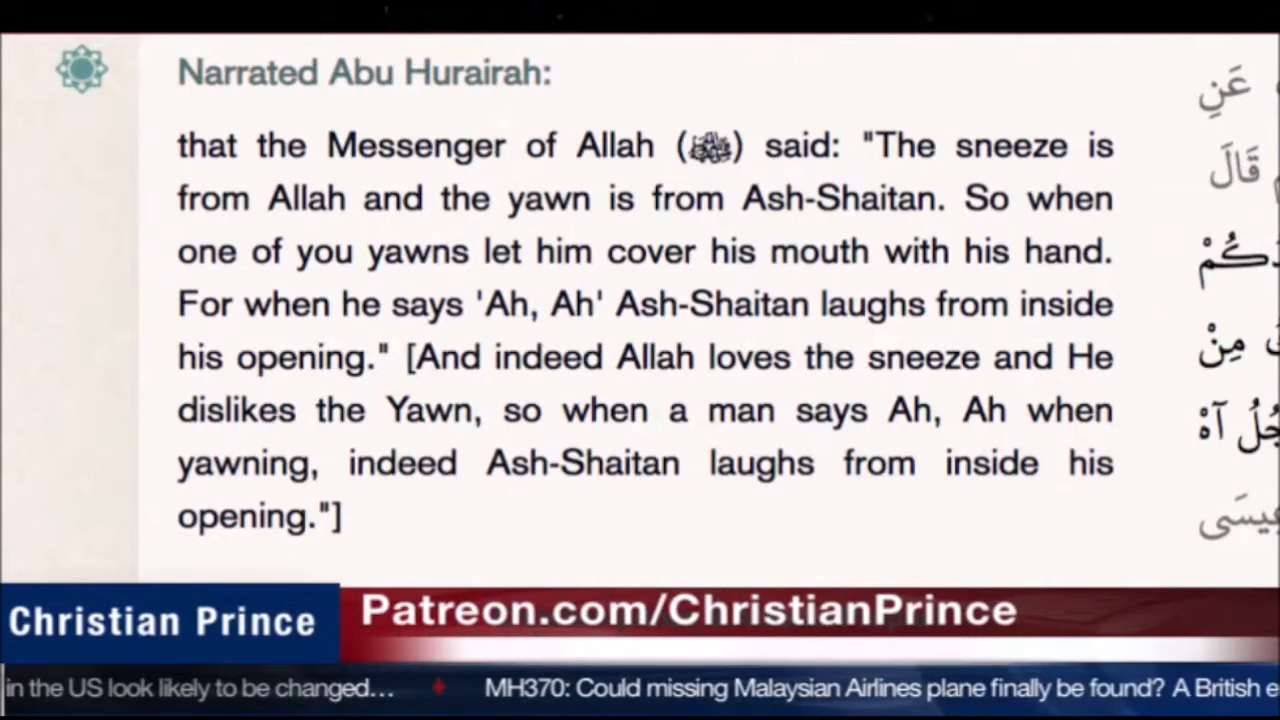 Narrated Abu Hurairah:
that the Messenger of Allah (ﷺ) said: "The sneeze is
from Allah and the yawn is from Ash-Shaitan. So when
one of you yawns let him cover his mouth with his hand.
For when he says 'Ah, Ah' Ash-Shaitan laughs from inside
his opening." [And indeed Allah loves the sneeze and He
dislikes the Yawn, so when a man says Ah, Ah when
yawning, indeed Ash-Shaitan laughs from inside his
opening."]
عَنِ
قَالَ
مِنْ
آهْ
Christian Prince
Patreon.com/ChristianPrince
in the US look likely to be changed... MH370: Could missing Malaysian Airlines plane finally be found? A British